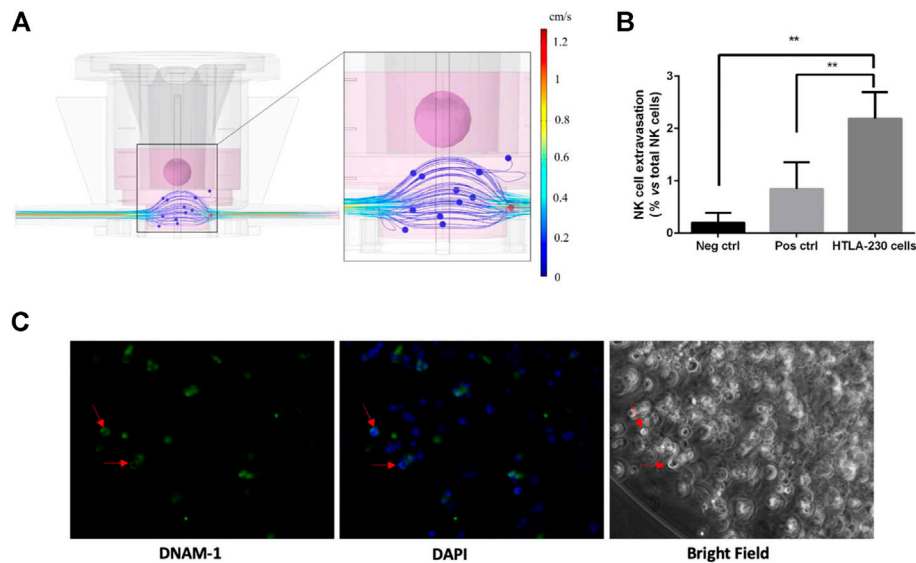 A
cm/s
1.2
1
0.8
0.6
0.4
0.2
0
B
NK cell extravasation
(% vs total NK cells)
3
2
1
0
**
**
Neg ctrl
Pos ctrl
HTLA-230 cells
C
DNAM-1
DAPI
Bright Field